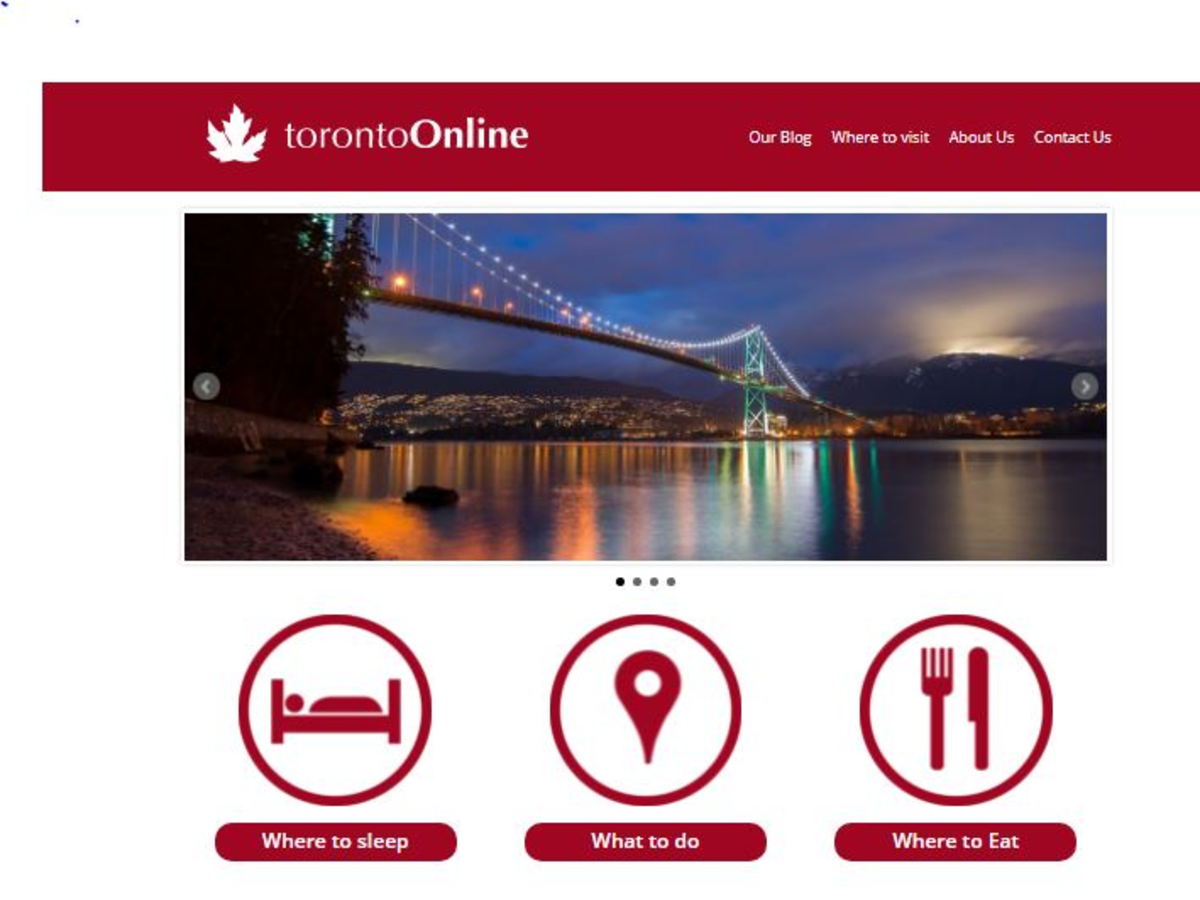 torontoOnline
Our Blog Where to visit About Us Contact Us
Where to sleep
What to do
Where to Eat